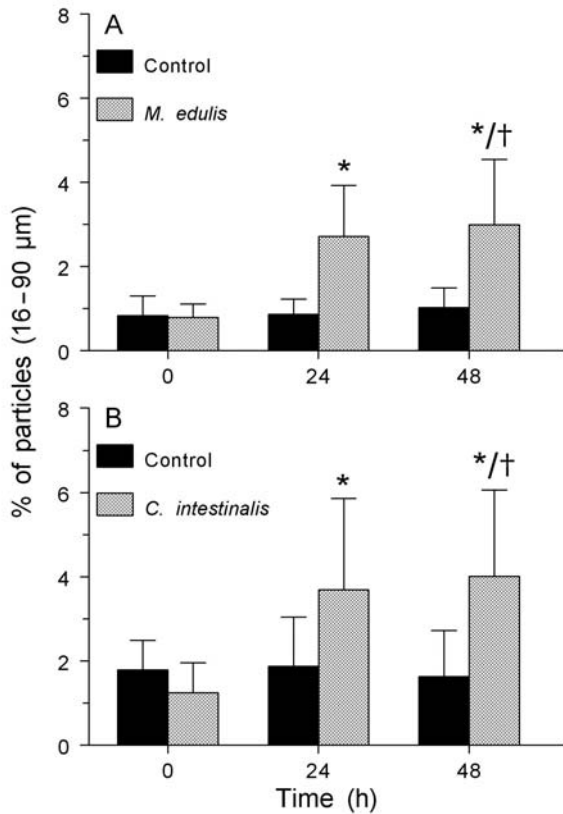 % of particles (16–90 µm)
A
Control
M. edulis
8
6
4
2
0
*
*/†
0
24
48
B
Control
C. intestinalis
8
6
4
2
0
*
*/†
0
24
48
Time (h)